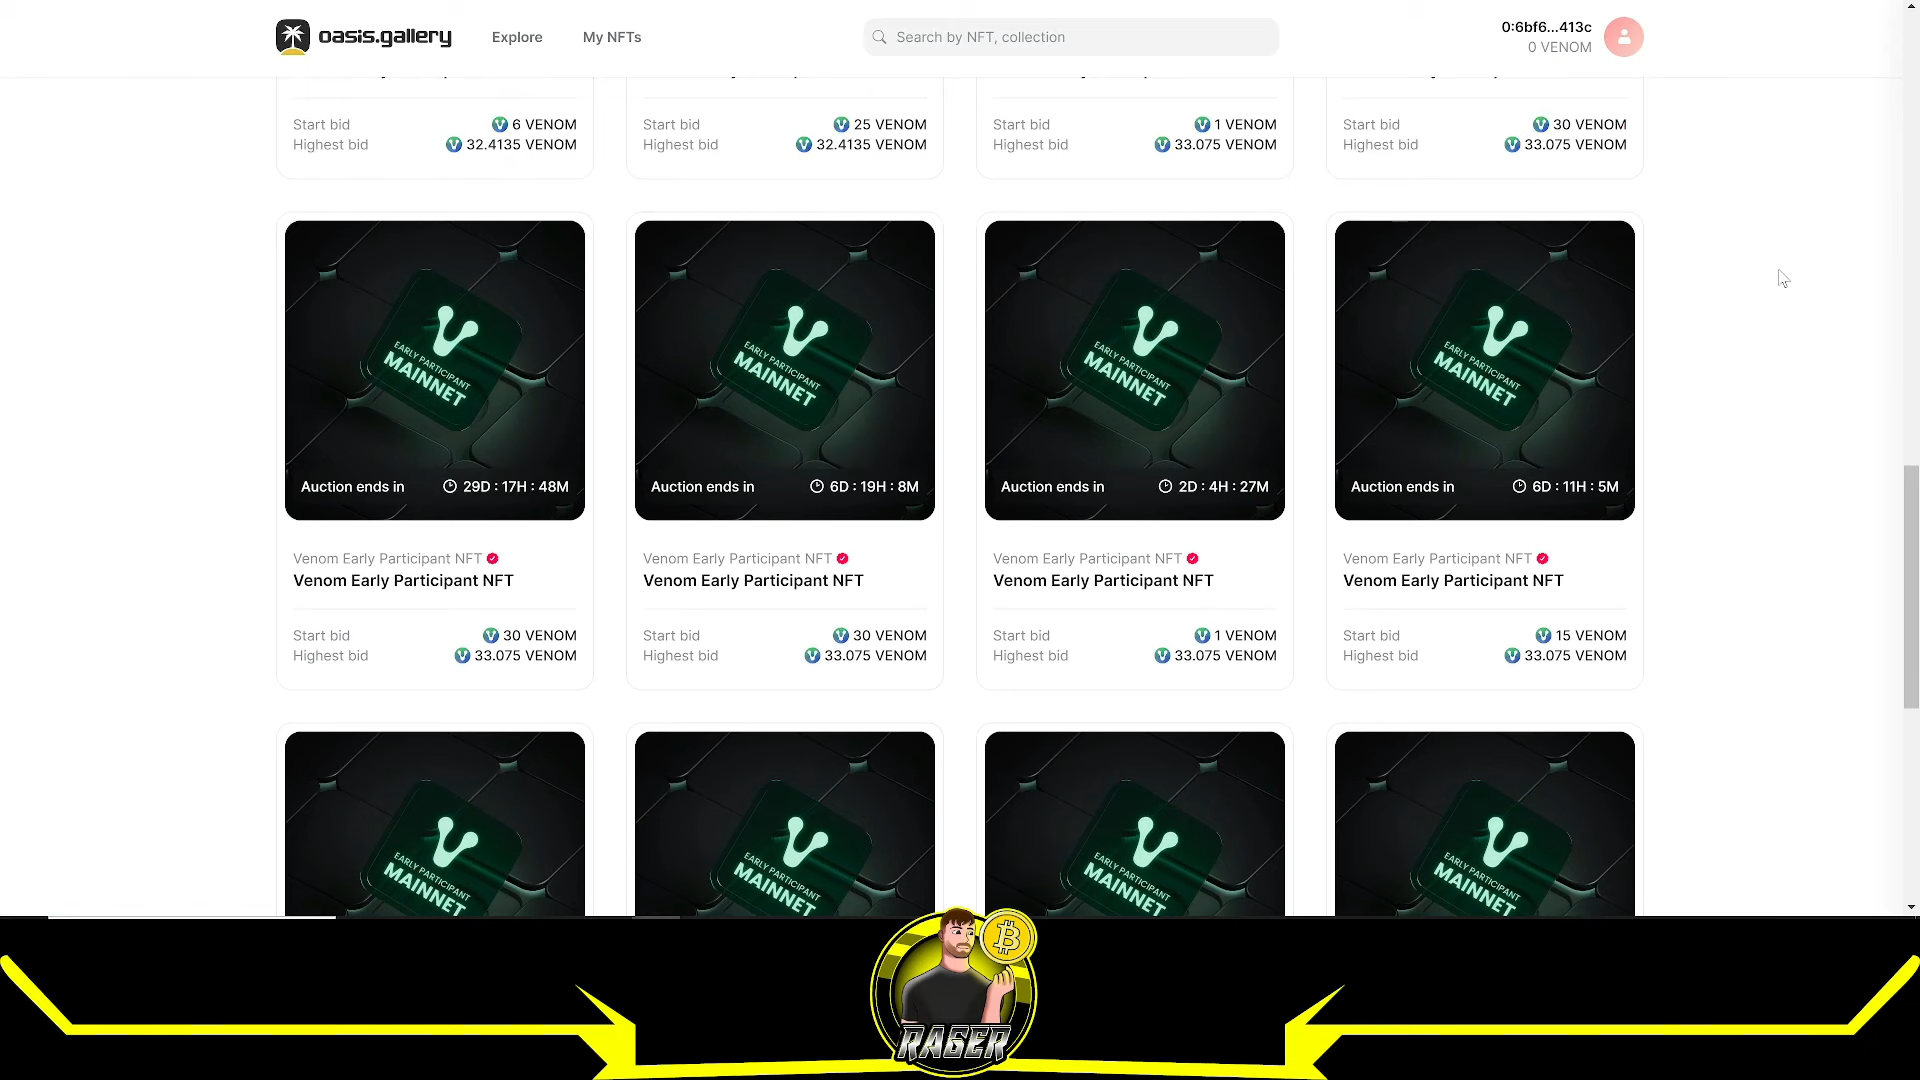 oasis.gallery
Explore
My NFTs
Search by NFT, collection
0:6bf6...413c
0 VENOM
Start bid 6 VENOM
Highest bid 32.4135 VENOM
Start bid 25 VENOM
Highest bid 32.4135 VENOM
Start bid 1 VENOM
Highest bid 33.075 VENOM
Start bid 30 VENOM
Highest bid 33.075 VENOM
EARLY PARTICIPANT
MAINNET
Auction ends in 29D : 17H : 48M
Venom Early Participant NFT
Venom Early Participant NFT
Start bid 30 VENOM
Highest bid 33.075 VENOM
EARLY PARTICIPANT
MAINNET
Auction ends in 6D : 19H : 8M
Venom Early Participant NFT
Venom Early Participant NFT
Start bid 30 VENOM
Highest bid 33.075 VENOM
EARLY PARTICIPANT
MAINNET
Auction ends in 2D : 4H : 27M
Venom Early Participant NFT
Venom Early Participant NFT
Start bid 1 VENOM
Highest bid 33.075 VENOM
EARLY PARTICIPANT
MAINNET
Auction ends in 6D : 11H : 5M
Venom Early Participant NFT
Venom Early Participant NFT
Start bid 15 VENOM
Highest bid 33.075 VENOM
EARLY PARTICIPANT
MAINNET
EARLY PARTICIPANT
MAINNET
EARLY PARTICIPANT
MAINNET
EARLY PARTICIPANT
MAINNET
RAGER